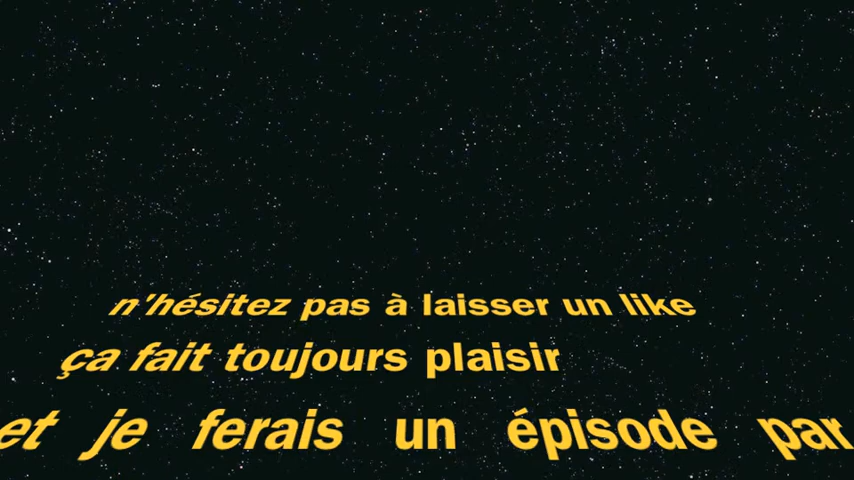 n'hésitez pas à laisser un like
ça fait toujours plaisir
et je ferais un épisode par